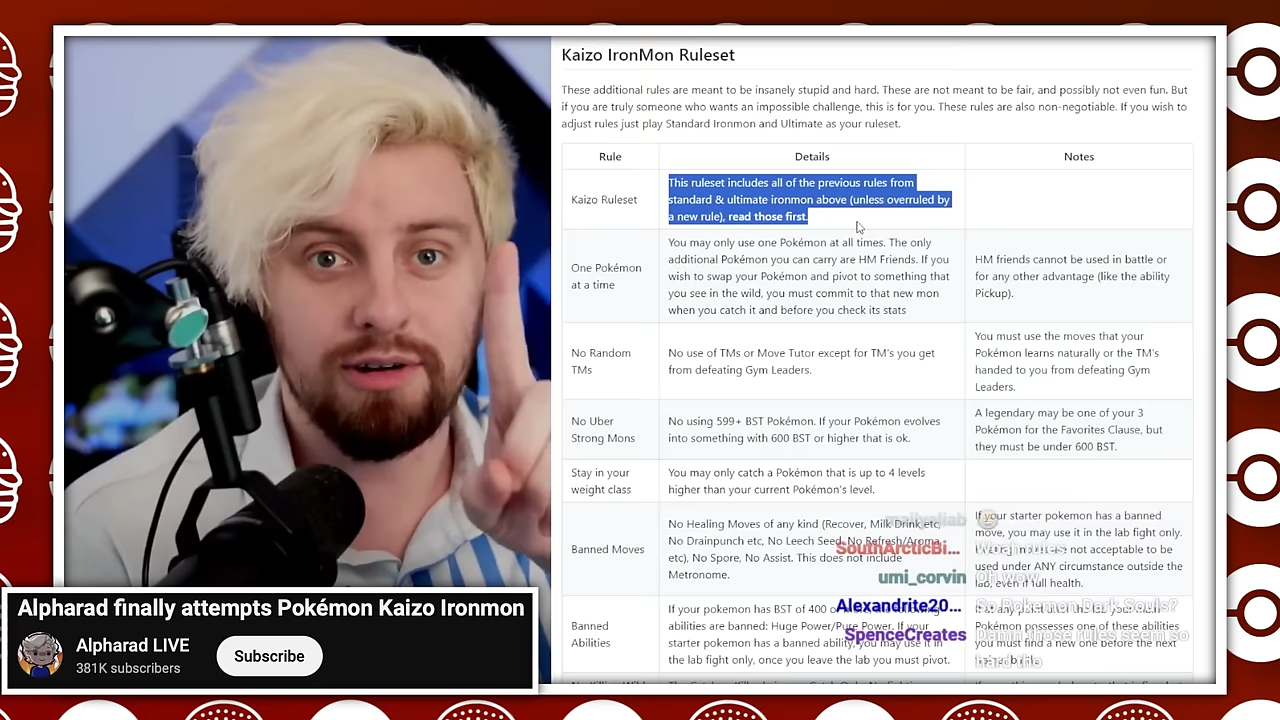 Kaizo IronMon Ruleset
These additional rules are meant to be insanely stupid and hard. These are not meant to be fair, and possibly not even fun. But
if you are truly someone who wants an impossible challenge, this is for you. These rules are also non-negotiable. If you wish to
adjust rules just play Standard Ironmon and Ultimate as your ruleset.
Rule
Details
Notes
Kaizo Ruleset
This ruleset includes all of the previous rules from
standard & ultimate ironmon above (unless overruled by
a new rule), read those first.
One Pokémon
at a time
You may only use one Pokémon at all times. The only
additional Pokémon you can carry are HM Friends. If you
wish to swap your Pokémon and pivot to something that
you see in the wild, you must commit to that new mon
when you catch it and before you check its stats
HM friends cannot be used in battle or
for any other advantage (like the ability
Pickup).
No Random
TMs
No use of TMs or Move Tutor except for TM's you get
from defeating Gym Leaders.
You must use the moves that your
Pokémon learns naturally or the TM's
handed to you from defeating Gym
Leaders.
No Uber
Strong Mons
No using 599+ BST Pokémon. If your Pokémon evolves
into something with 600 BST or higher that is ok.
A legendary may be one of your 3
Pokémon for the Favorites Clause, but
they must be under 600 BST.
Stay in your
weight class
You may only catch a Pokémon that is up to 4 levels
higher than your current Pokémon's level.
Banned Moves
No Healing Moves of any kind (Recover, Milk Drink etc,
No Drainpunch etc, No Leech Seed, No Refresh/Aroma
etc), No Spore, No Assist. This does not include
Metronome.
If your starter pokemon has a banned
move, you may use it in the lab fight only.
not acceptable to be
used under ANY circumstance outside the
lab, even if full health.
Banned
Abilities
If your pokemon has BST of 400 or
abilities are banned: Huge Power/Pure Power. If your
starter pokemon has a banned ability, you may use it in
the lab fight only, once you leave the lab you must pivot.
Pokémon possesses one of these abilities
you must find a new one before the next
SouthArcticBi... Woah rules
umi_corvin Oh wow
Alexandrite20... So Pokemon Dark Souls?
SpenceCreates Damn those rules seem so
hard tho
Alpharad finally attempts Pokémon Kaizo Ironmon
Alpharad LIVE
381K subscribers
Subscribe